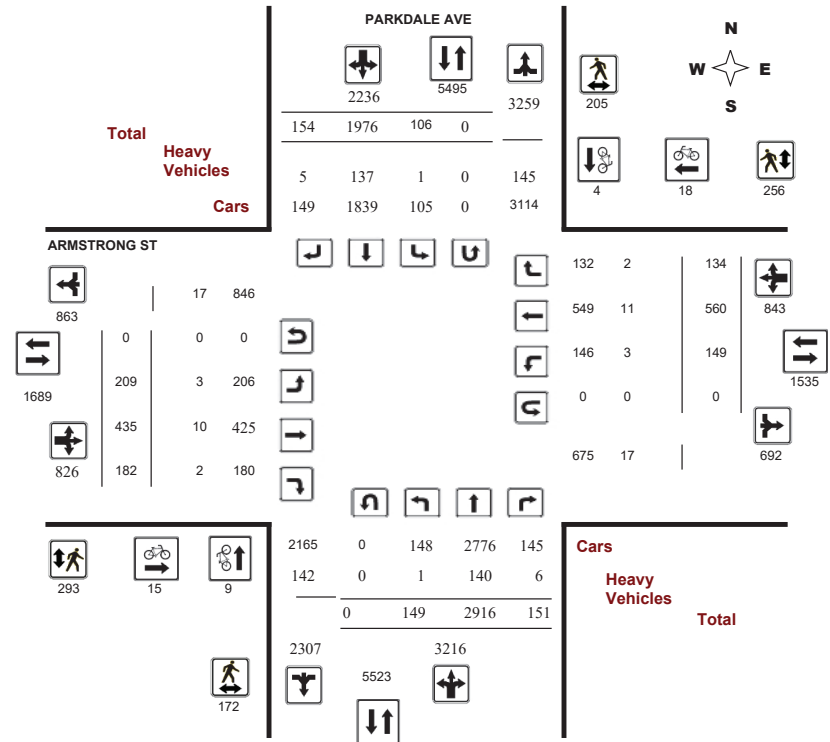 PARKDALE AVE
N
W E
S
2236 5495 3259 205
Total 154 1976 106 0
Heavy
Vehicles 5 137 1 0 145
Cars 149 1839 105 0 3114
4 18 256
ARMSTRONG ST
863 17 846
0 0 0 0
1689 209 3 206
435 10 425
826 182 2 180
132 2 134
549 11 560 843
146 3 149 1535
0 0 0
675 17 692
293 15 9
172
2165 0 148 2776 145 Cars
142 0 1 140 6 Heavy
Vehicles
0 149 2916 151 Total
2307 5523 3216